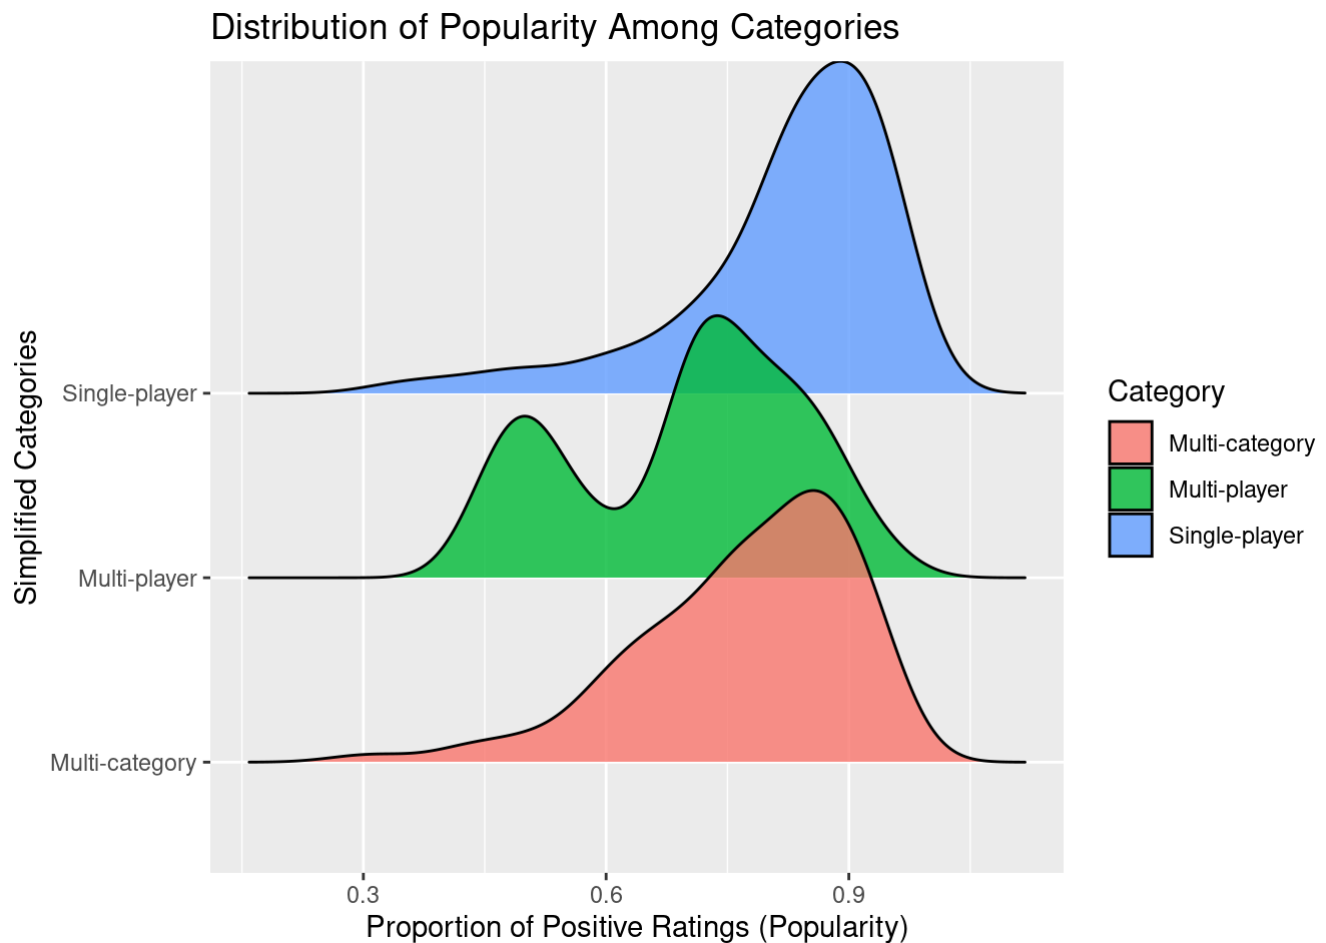 Distribution of Popularity Among Categories
Simplified Categories
Single-player
Multi-player
Multi-category
0.3
0.6
0.9
Proportion of Positive Ratings (Popularity)
Category
Multi-category
Multi-player
Single-player